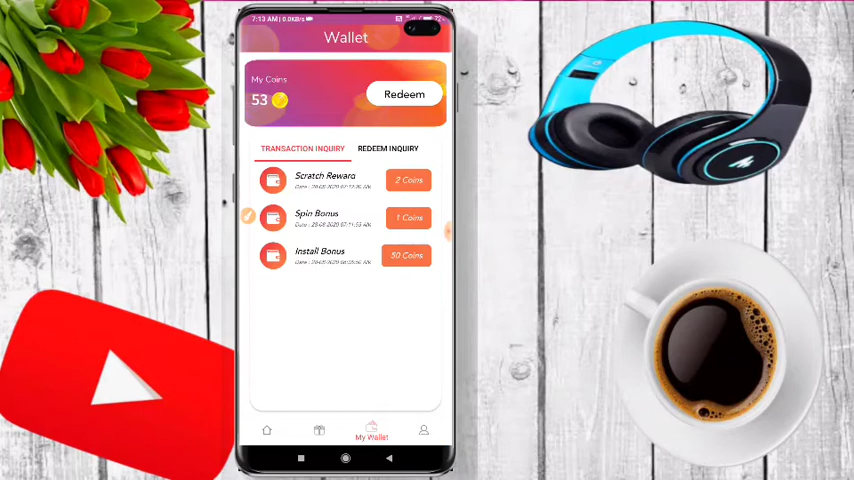 7:13 AM | 0.0KB/s
72
Wallet
My Coins
53
Redeem
TRANSACTION INQUIRY
REDEEM INQUIRY
Scratch Reward
2 Coins
Spin Bonus
1 Coins
Install Bonus
50 Coins
My Wallet